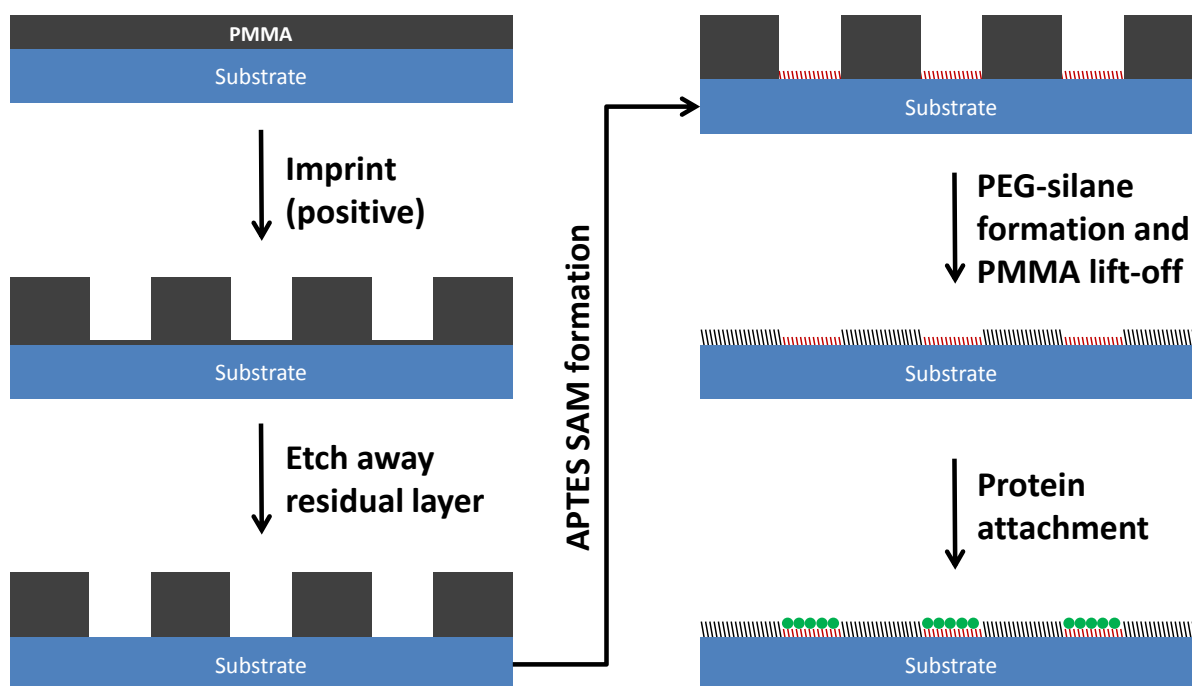 PMMA
Substrate
Imprint
(positive)
Substrate
Etch away
residual layer
Substrate
APTES SAM formation
Substrate
PEG-silane
formation and
PMMA lift-off
Substrate
Protein
attachment
Substrate